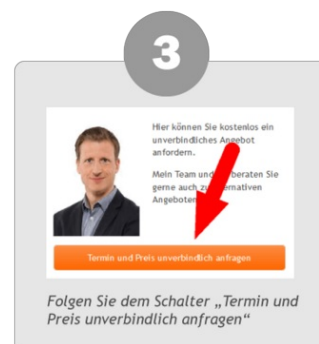 3
Hier können Sie kostenlos ein
unverbindliches Angebot
anfordern.
Mein Team und beraten Sie
gerne auch zu
Angeboten
Termin und Preis unverbindlich anfragen
Folgen Sie dem Schalter „Termin und
Preis unverbindlich anfragen“